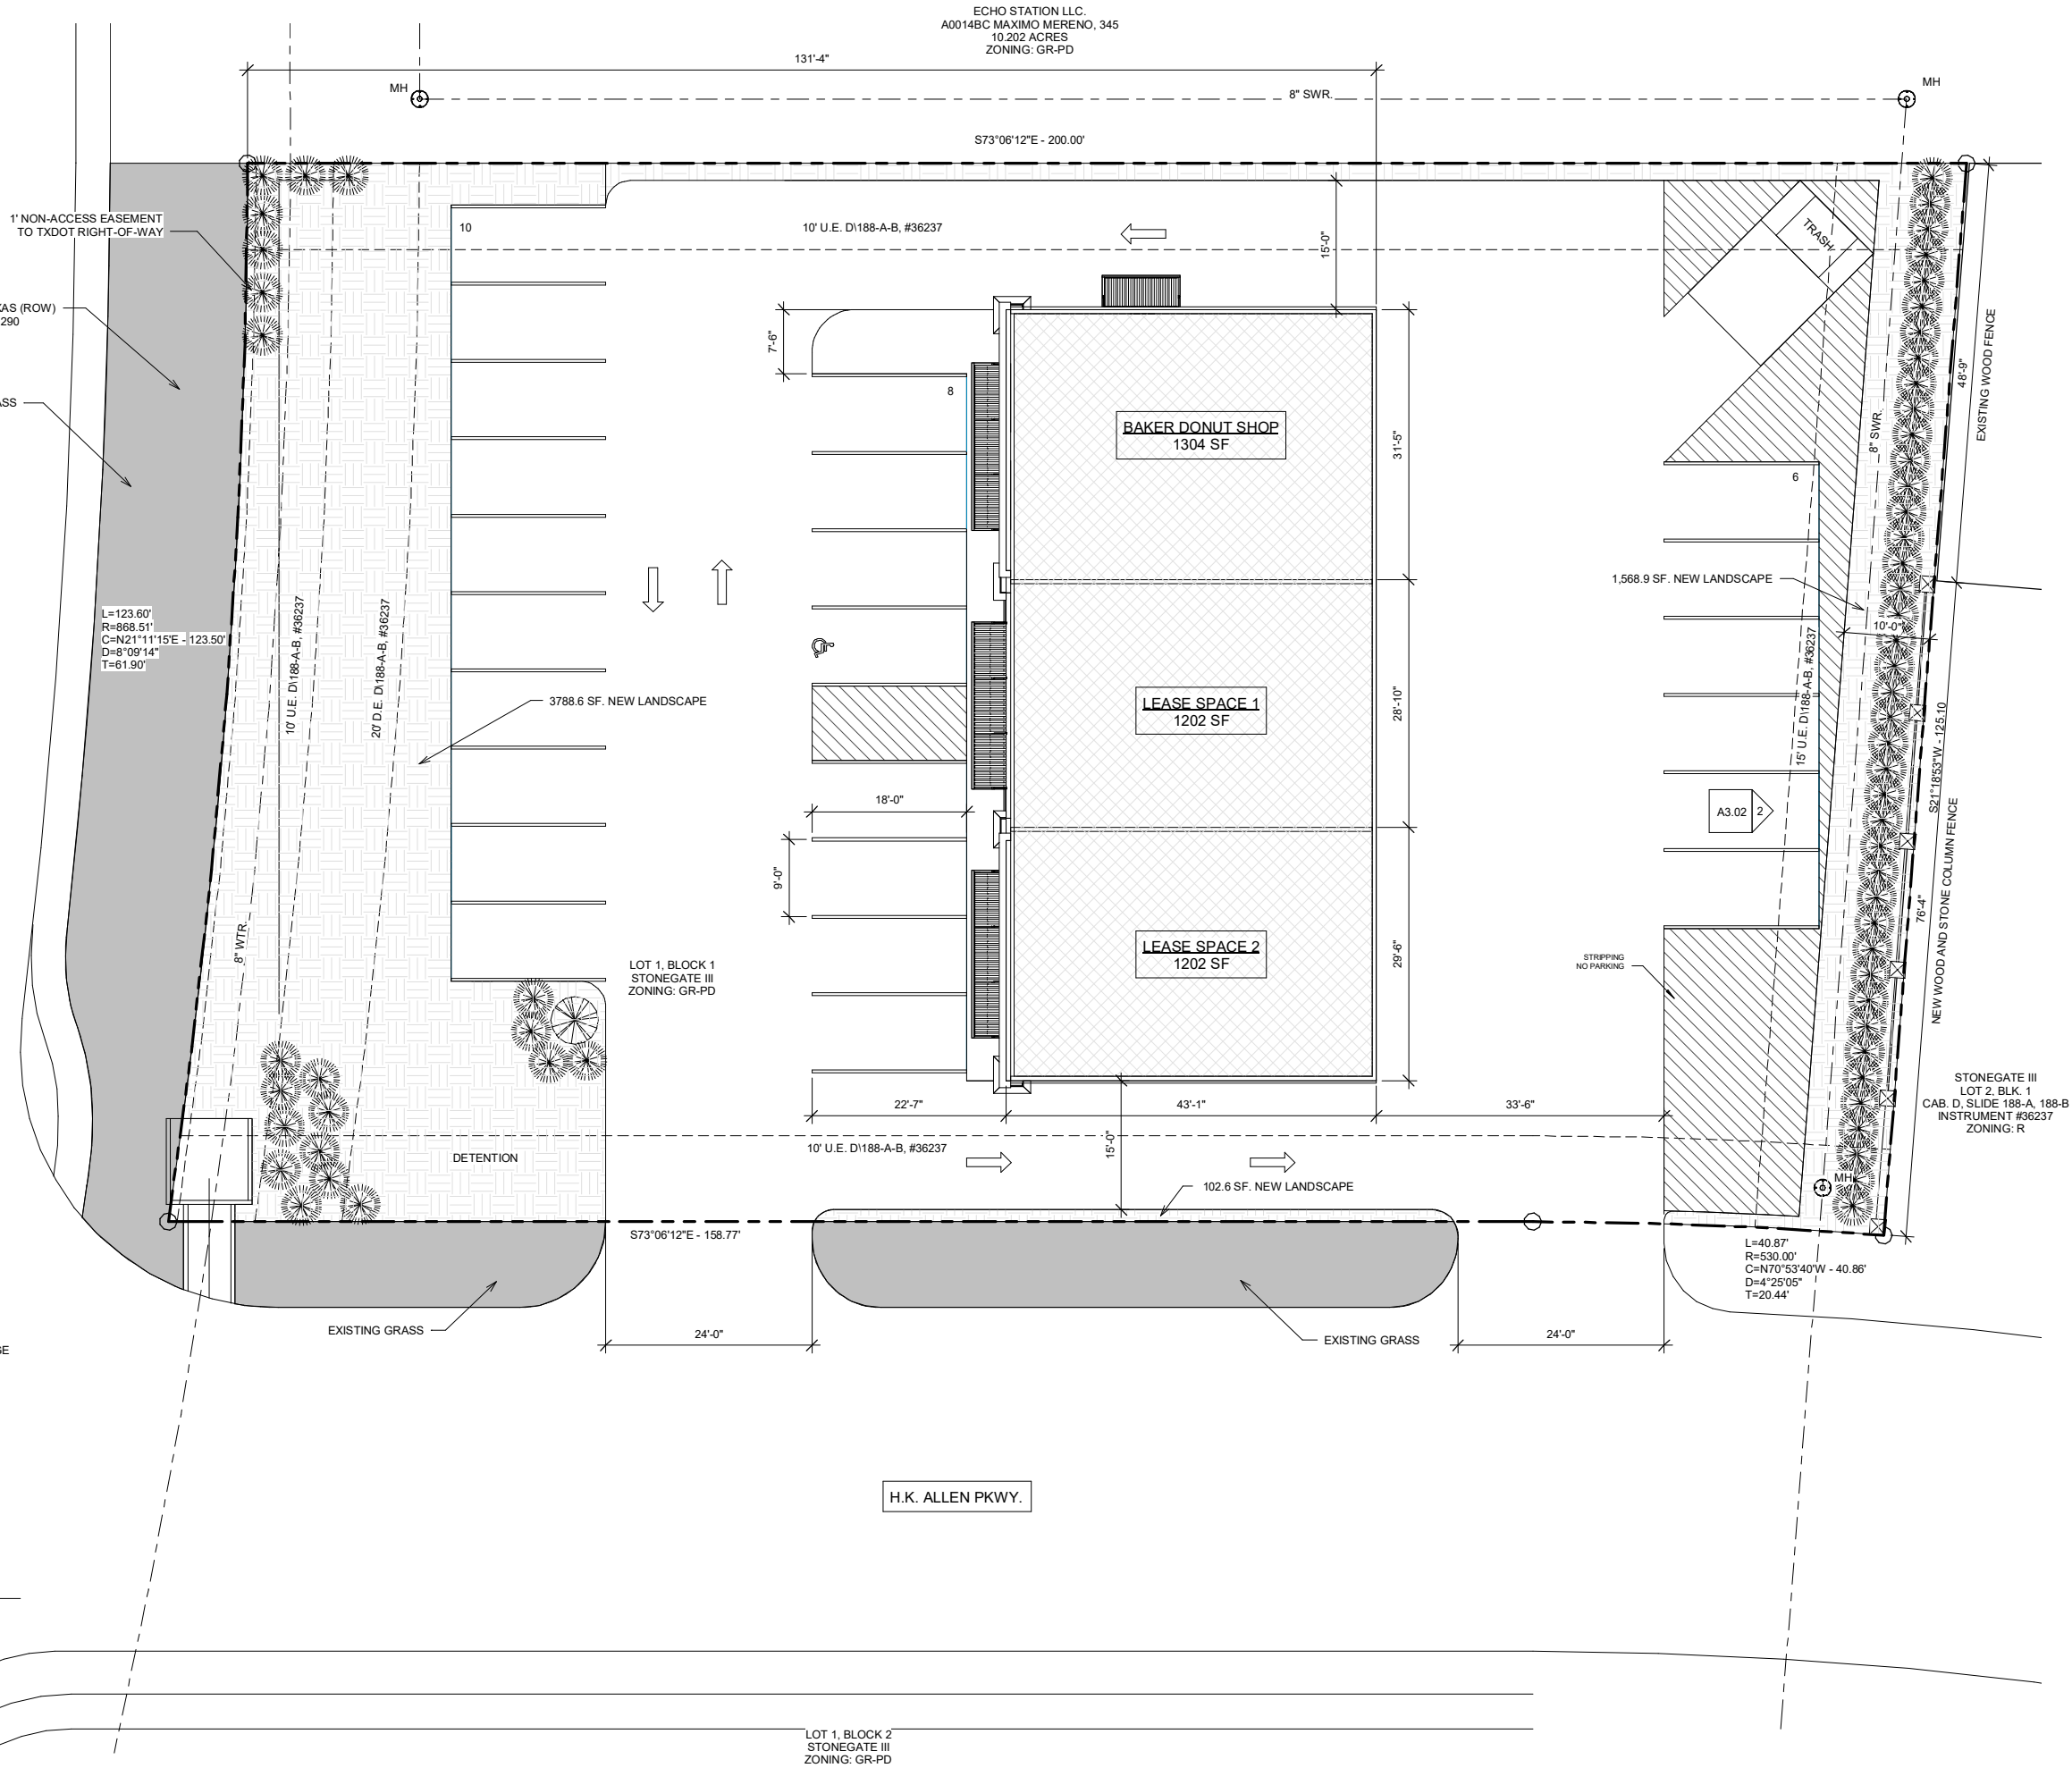 ECHO STATION LLC.
A0014BC MAXIMO MERENO, 345
10.202 ACRES
ZONING: GR-PD
131'-4"
MH
8" SWR.
MH
S73°06'12"E - 200.00'
1' NON-ACCESS EASEMENT
TO TXDOT RIGHT-OF-WAY
10
10' U.E. D\188-A-B, #36237
15'-0"
TRASH
(ROW)
290
7'-6"
8
48'-9"
EXISTING WOOD FENCE
BAKER DONUT SHOP
1304 SF
31'-5"
8" SWR.
6
L=123.60'
R=868.51'
C=N21°11'15'E - 123.50'
D=8°09'14"
T=61.90'
10' U.E. D\188-A-B, #36237
20' D.E. D\188-A-B, #36237
3788.6 SF. NEW LANDSCAPE
1,568.9 SF. NEW LANDSCAPE
10'-0"
15' U.E. D\188-A-B, #36237
LEASE SPACE 1
1202 SF
28'-10"
S21°18'53"W - 125.10
18'-0"
9'-0"
A3.02
2
76'-4"
NEW WOOD AND STONE COLUMN FENCE
8" WTR.
LOT 1, BLOCK 1
STONEGATE III
ZONING: GR-PD
LEASE SPACE 2
1202 SF
29'-6"
STRIPPING
NO PARKING
STONEGATE III
LOT 2, BLK. 1
CAB. D, SLIDE 188-A, 188-B
INSTRUMENT #36237
ZONING: R
22'-7"
43'-1"
33'-6"
DETENTION
10' U.E. D\188-A-B, #36237
15'-0"
102.6 SF. NEW LANDSCAPE
MH
S73°06'12"E - 158.77'
L=40.87'
R=530.00'
C=N70°53'40"W - 40.86'
D=4°25'05"
T=20.44'
EXISTING GRASS
24'-0"
EXISTING GRASS
24'-0"
H.K. ALLEN PKWY.
LOT 1, BLOCK 2
STONEGATE III
ZONING: GR-PD